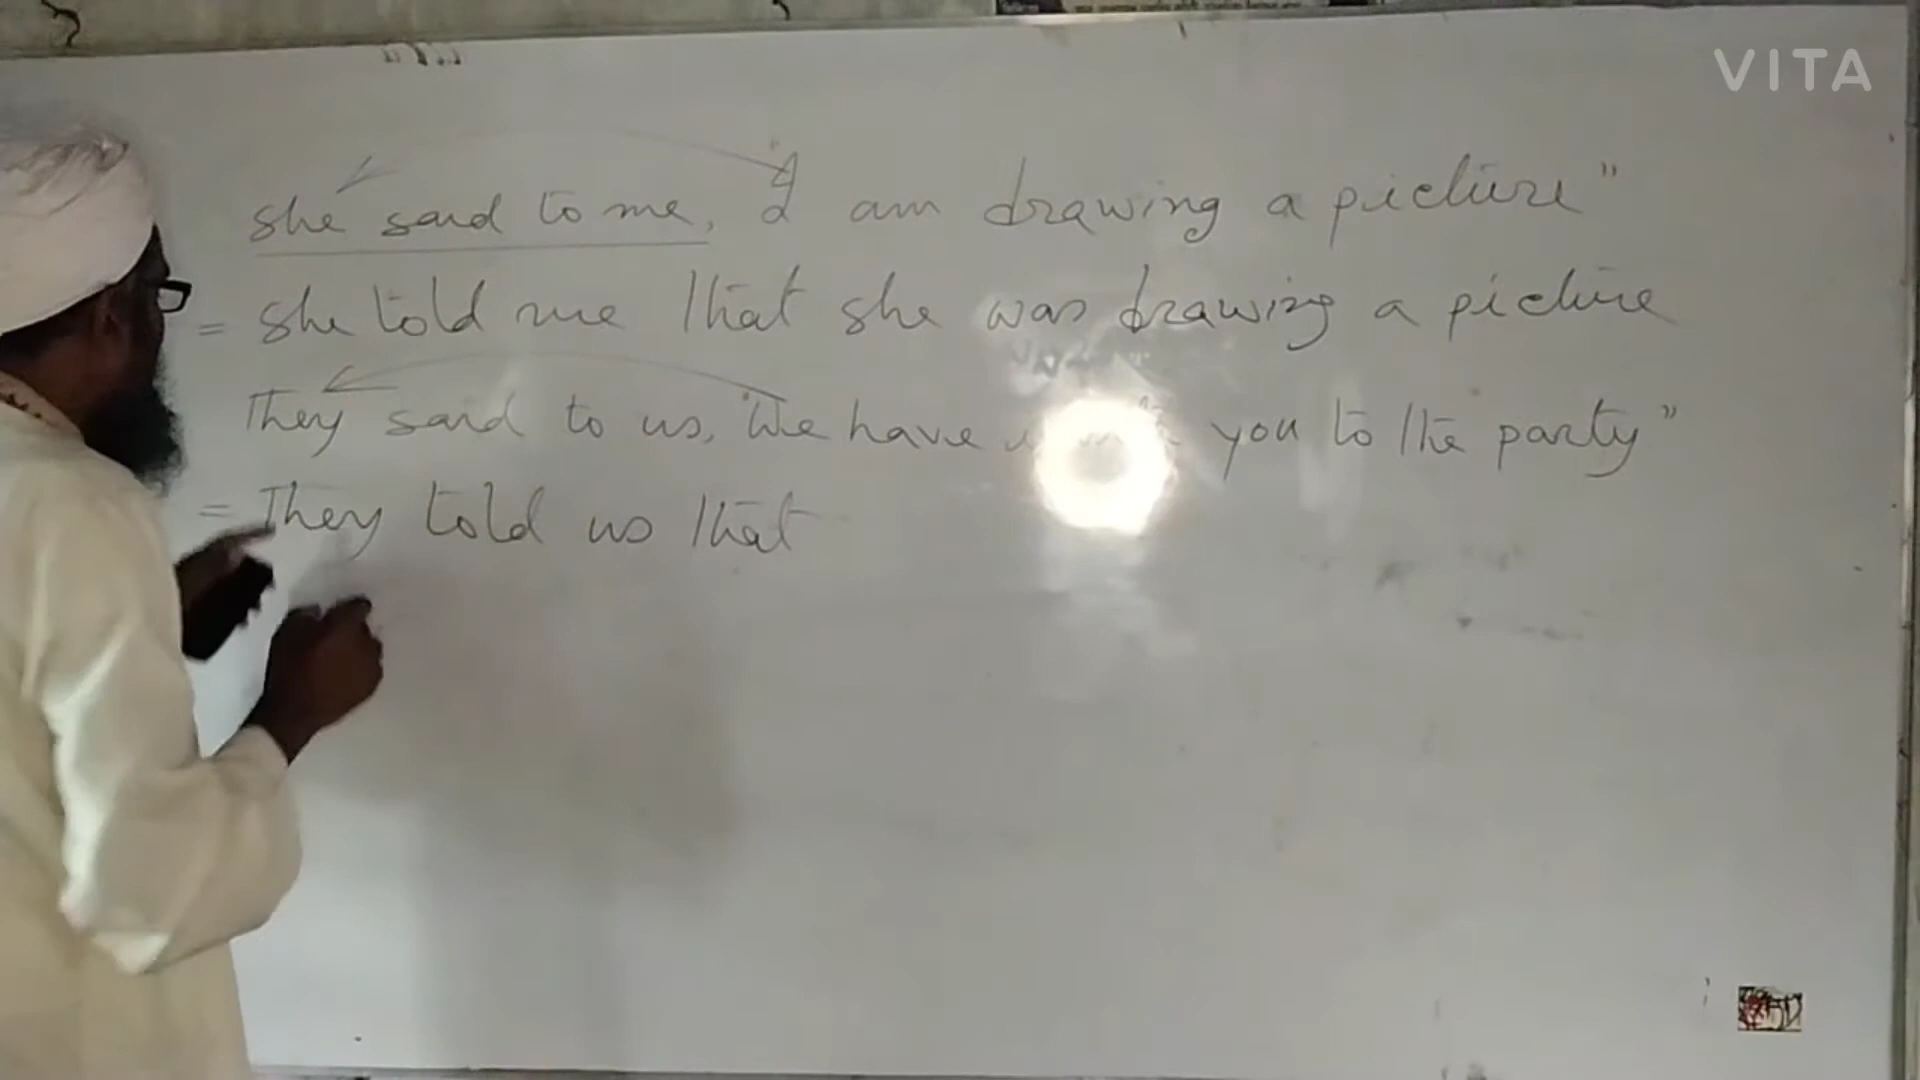 VITA
she said to me, "I am drawing a picture"
= she told me that she was drawing a picture
They said to us, "We have you to the party"
= They told us that